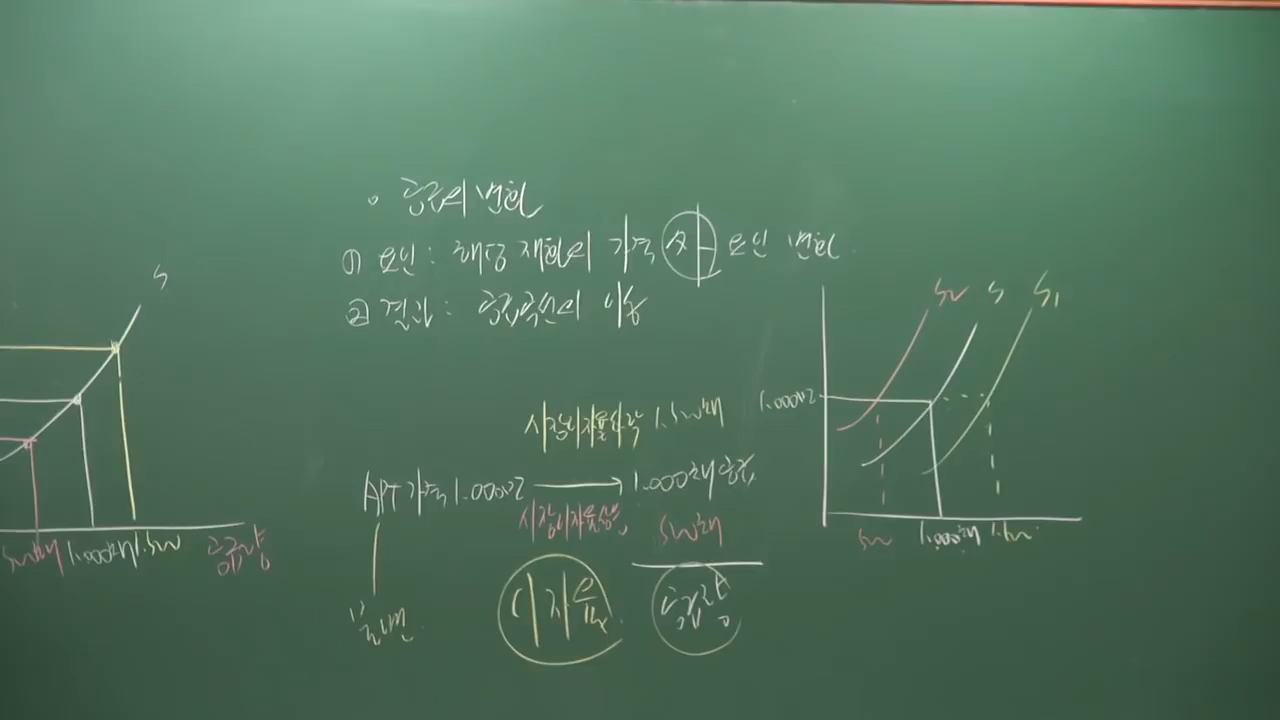 • 공급의 변화
① 요인 : 해당 재화의 가격 外 요인 변화
② 결과 : 공급곡선의 이동
시장이자율하락 1.500채
APT 가격 1.000억 → 1.000채 공급
시장이자율상승 500채
불변 이자율 공급량
S
500채 1.000채 1.500 공급량
S2 S S1
1.000억
500 1.000채 1.500